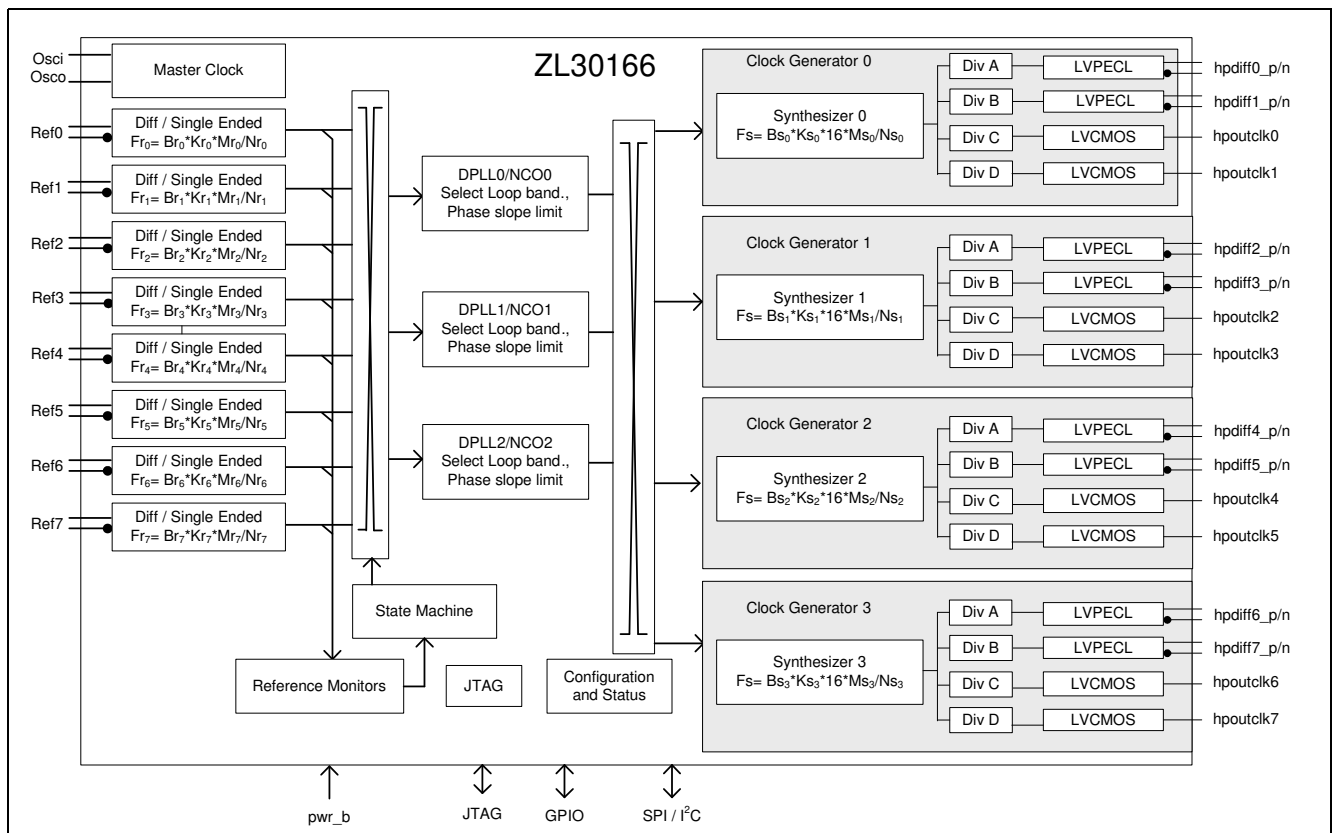 ZL30166
Osci
Osco
Master Clock
Ref0
Diff / Single Ended
Fr₀= Br₀*Kr₀*Mr₀/Nr₀
Ref1
Diff / Single Ended
Fr₁= Br₁*Kr₁*Mr₁/Nr₁
Ref2
Diff / Single Ended
Fr₂= Br₂*Kr₂*Mr₂/Nr₂
Ref3
Diff / Single Ended
Fr₃= Br₃*Kr₃*Mr₃/Nr₃
Ref4
Diff / Single Ended
Fr₄= Br₄*Kr₄*Mr₄/Nr₄
Ref5
Diff / Single Ended
Fr₅= Br₅*Kr₅*Mr₅/Nr₅
Ref6
Diff / Single Ended
Fr₆= Br₆*Kr₆*Mr₆/Nr₆
Ref7
Diff / Single Ended
Fr₇= Br₇*Kr₇*Mr₇/Nr₇
DPLL0/NCO0
Select Loop band.,
Phase slope limit
DPLL1/NCO1
Select Loop band.,
Phase slope limit
DPLL2/NCO2
Select Loop band.,
Phase slope limit
State Machine
Reference Monitors
JTAG
Configuration
and Status
Clock Generator 0
Synthesizer 0
Fs= Bs₀*Ks₀*16*Ms₀/Ns₀
Div A
LVPECL
hpdiff0_p/n
Div B
LVPECL
hpdiff1_p/n
Div C
LVCMOS
hpoutclk0
Div D
LVCMOS
hpoutclk1
Clock Generator 1
Synthesizer 1
Fs= Bs₁*Ks₁*16*Ms₁/Ns₁
Div A
LVPECL
hpdiff2_p/n
Div B
LVPECL
hpdiff3_p/n
Div C
LVCMOS
hpoutclk2
Div D
LVCMOS
hpoutclk3
Clock Generator 2
Synthesizer 2
Fs= Bs₂*Ks₂*16*Ms₂/Ns₂
Div A
LVPECL
hpdiff4_p/n
Div B
LVPECL
hpdiff5_p/n
Div C
LVCMOS
hpoutclk4
Div D
LVCMOS
hpoutclk5
Clock Generator 3
Synthesizer 3
Fs= Bs₃*Ks₃*16*Ms₃/Ns₃
Div A
LVPECL
hpdiff6_p/n
Div B
LVPECL
hpdiff7_p/n
Div C
LVCMOS
hpoutclk6
Div D
LVCMOS
hpoutclk7
pwr_b
JTAG
GPIO
SPI / I²C